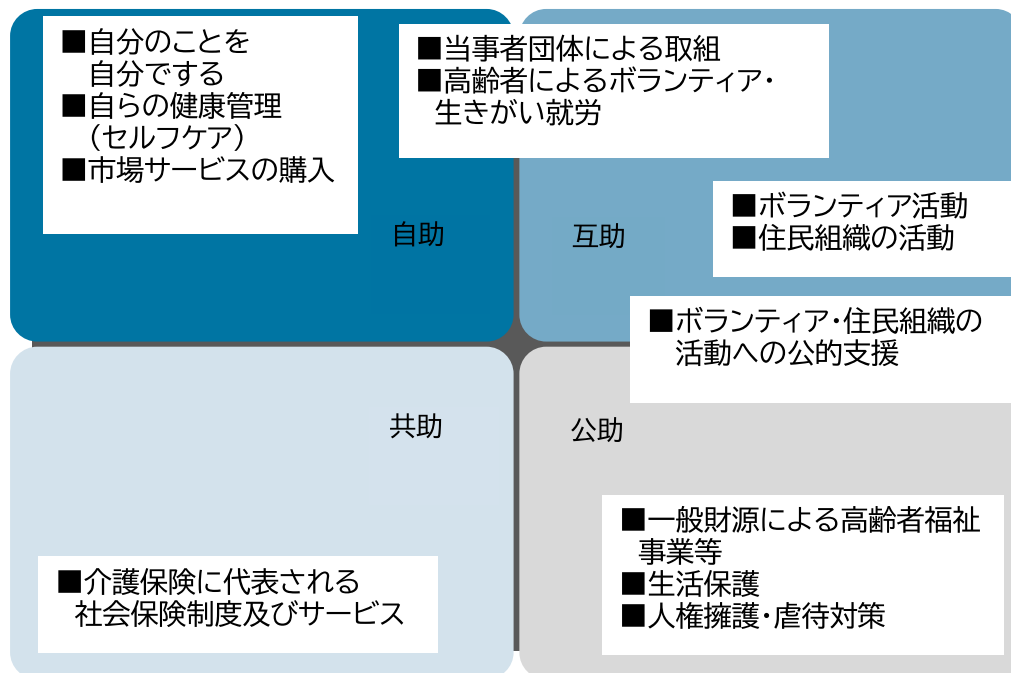 ■自分のことを
自分でする
■自らの健康管理
（セルフケア）
■市場サービスの購入
■当事者団体による取組
■高齢者によるボランティア・
生きがい就労
■ボランティア活動
■住民組織の活動
自助
互助
■ボランティア・住民組織の
活動への公的支援
共助
公助
■介護保険に代表される
社会保険制度及びサービス
■一般財源による高齢者福祉
事業等
■生活保護
■人権擁護・虐待対策